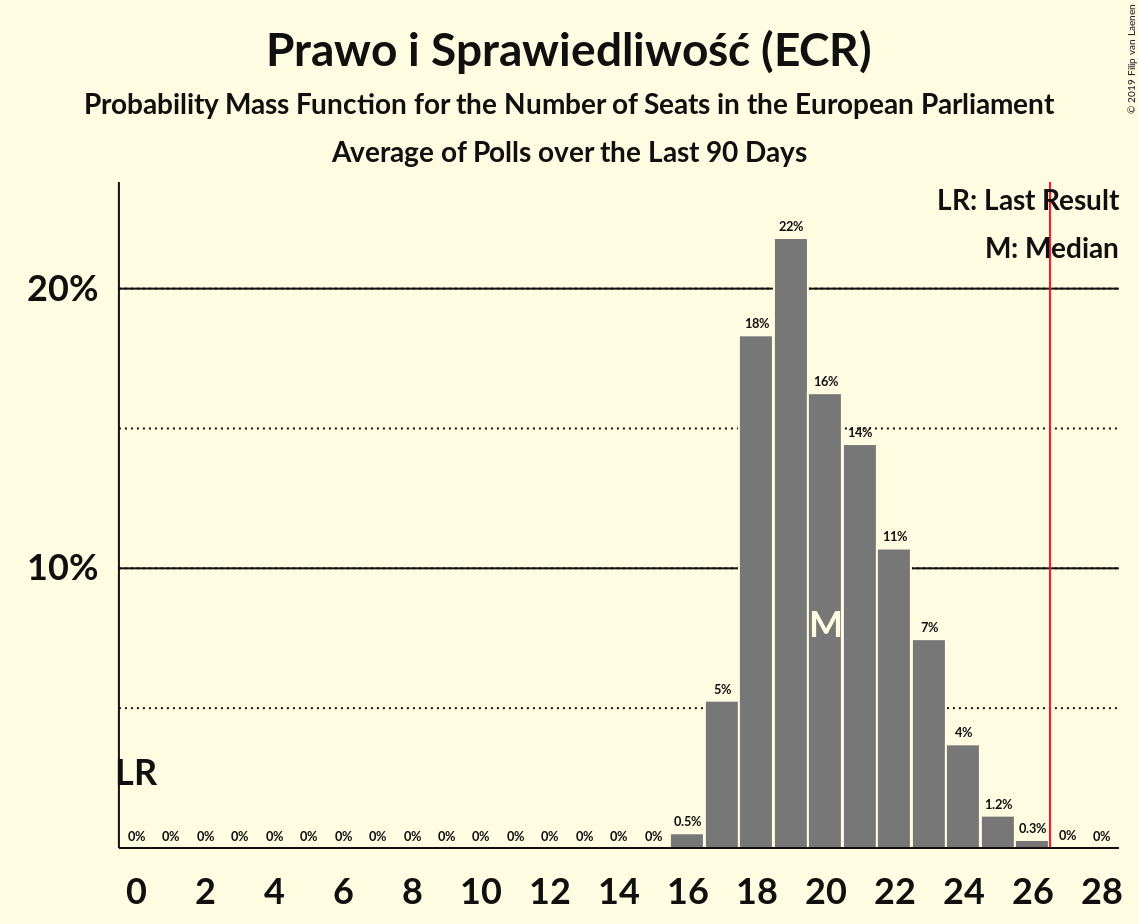 Prawo i Sprawiedliwość (ECR)
Probability Mass Function for the Number of Seats in the European Parliament
Average of Polls over the Last 90 Days
© 2019 Filip van Laenen
LR: Last Result
M: Median
22%
20%
18%
16%
14%
11%
10%
M
7%
5%
4%
LR
1.2%
0.5%
0.3%
0% 0% 0% 0% 0% 0% 0% 0% 0% 0% 0% 0% 0% 0% 0% 0% 0% 0%
0 2 4 6 8 10 12 14 16 18 20 22 24 26 28